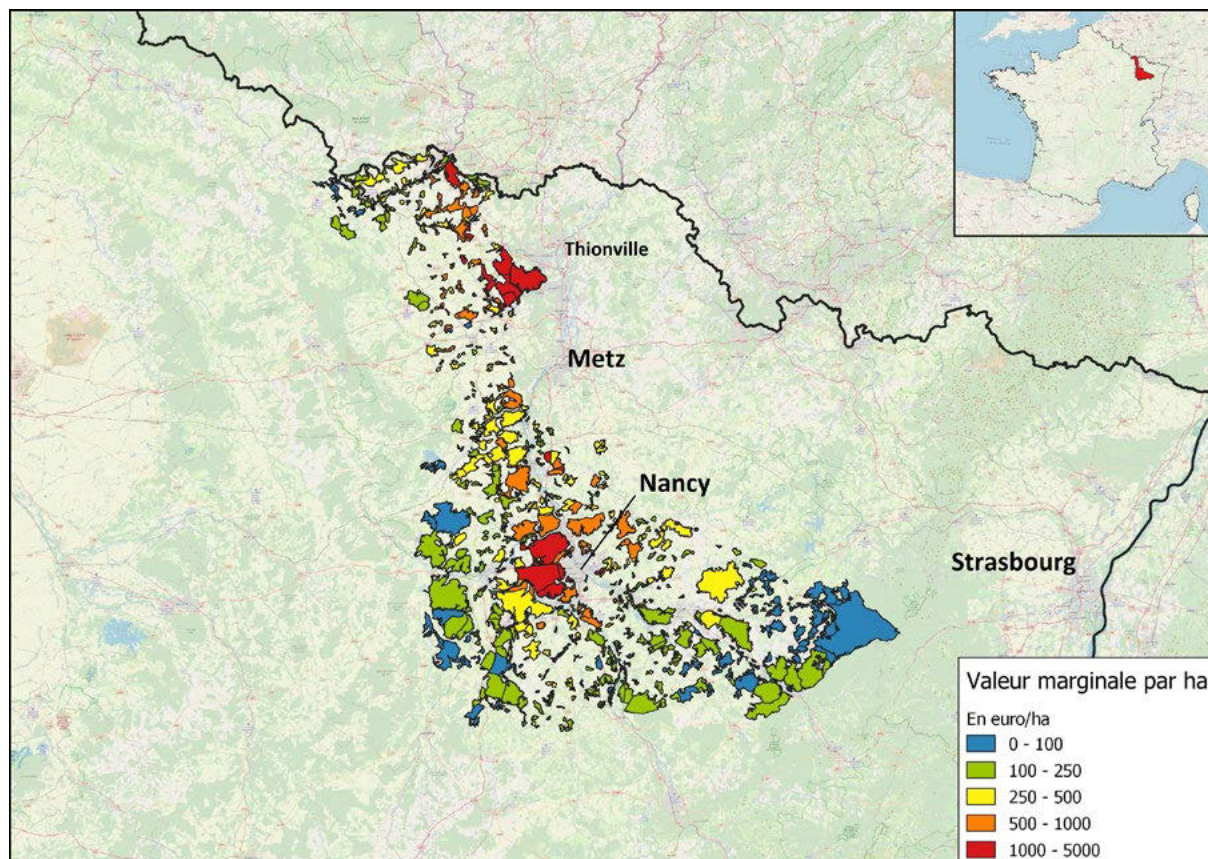 Thionville
Metz
Nancy
Strasbourg
Valeur marginale par ha
En euro/ha
0 - 100
100 - 250
250 - 500
500 - 1000
1000 - 5000